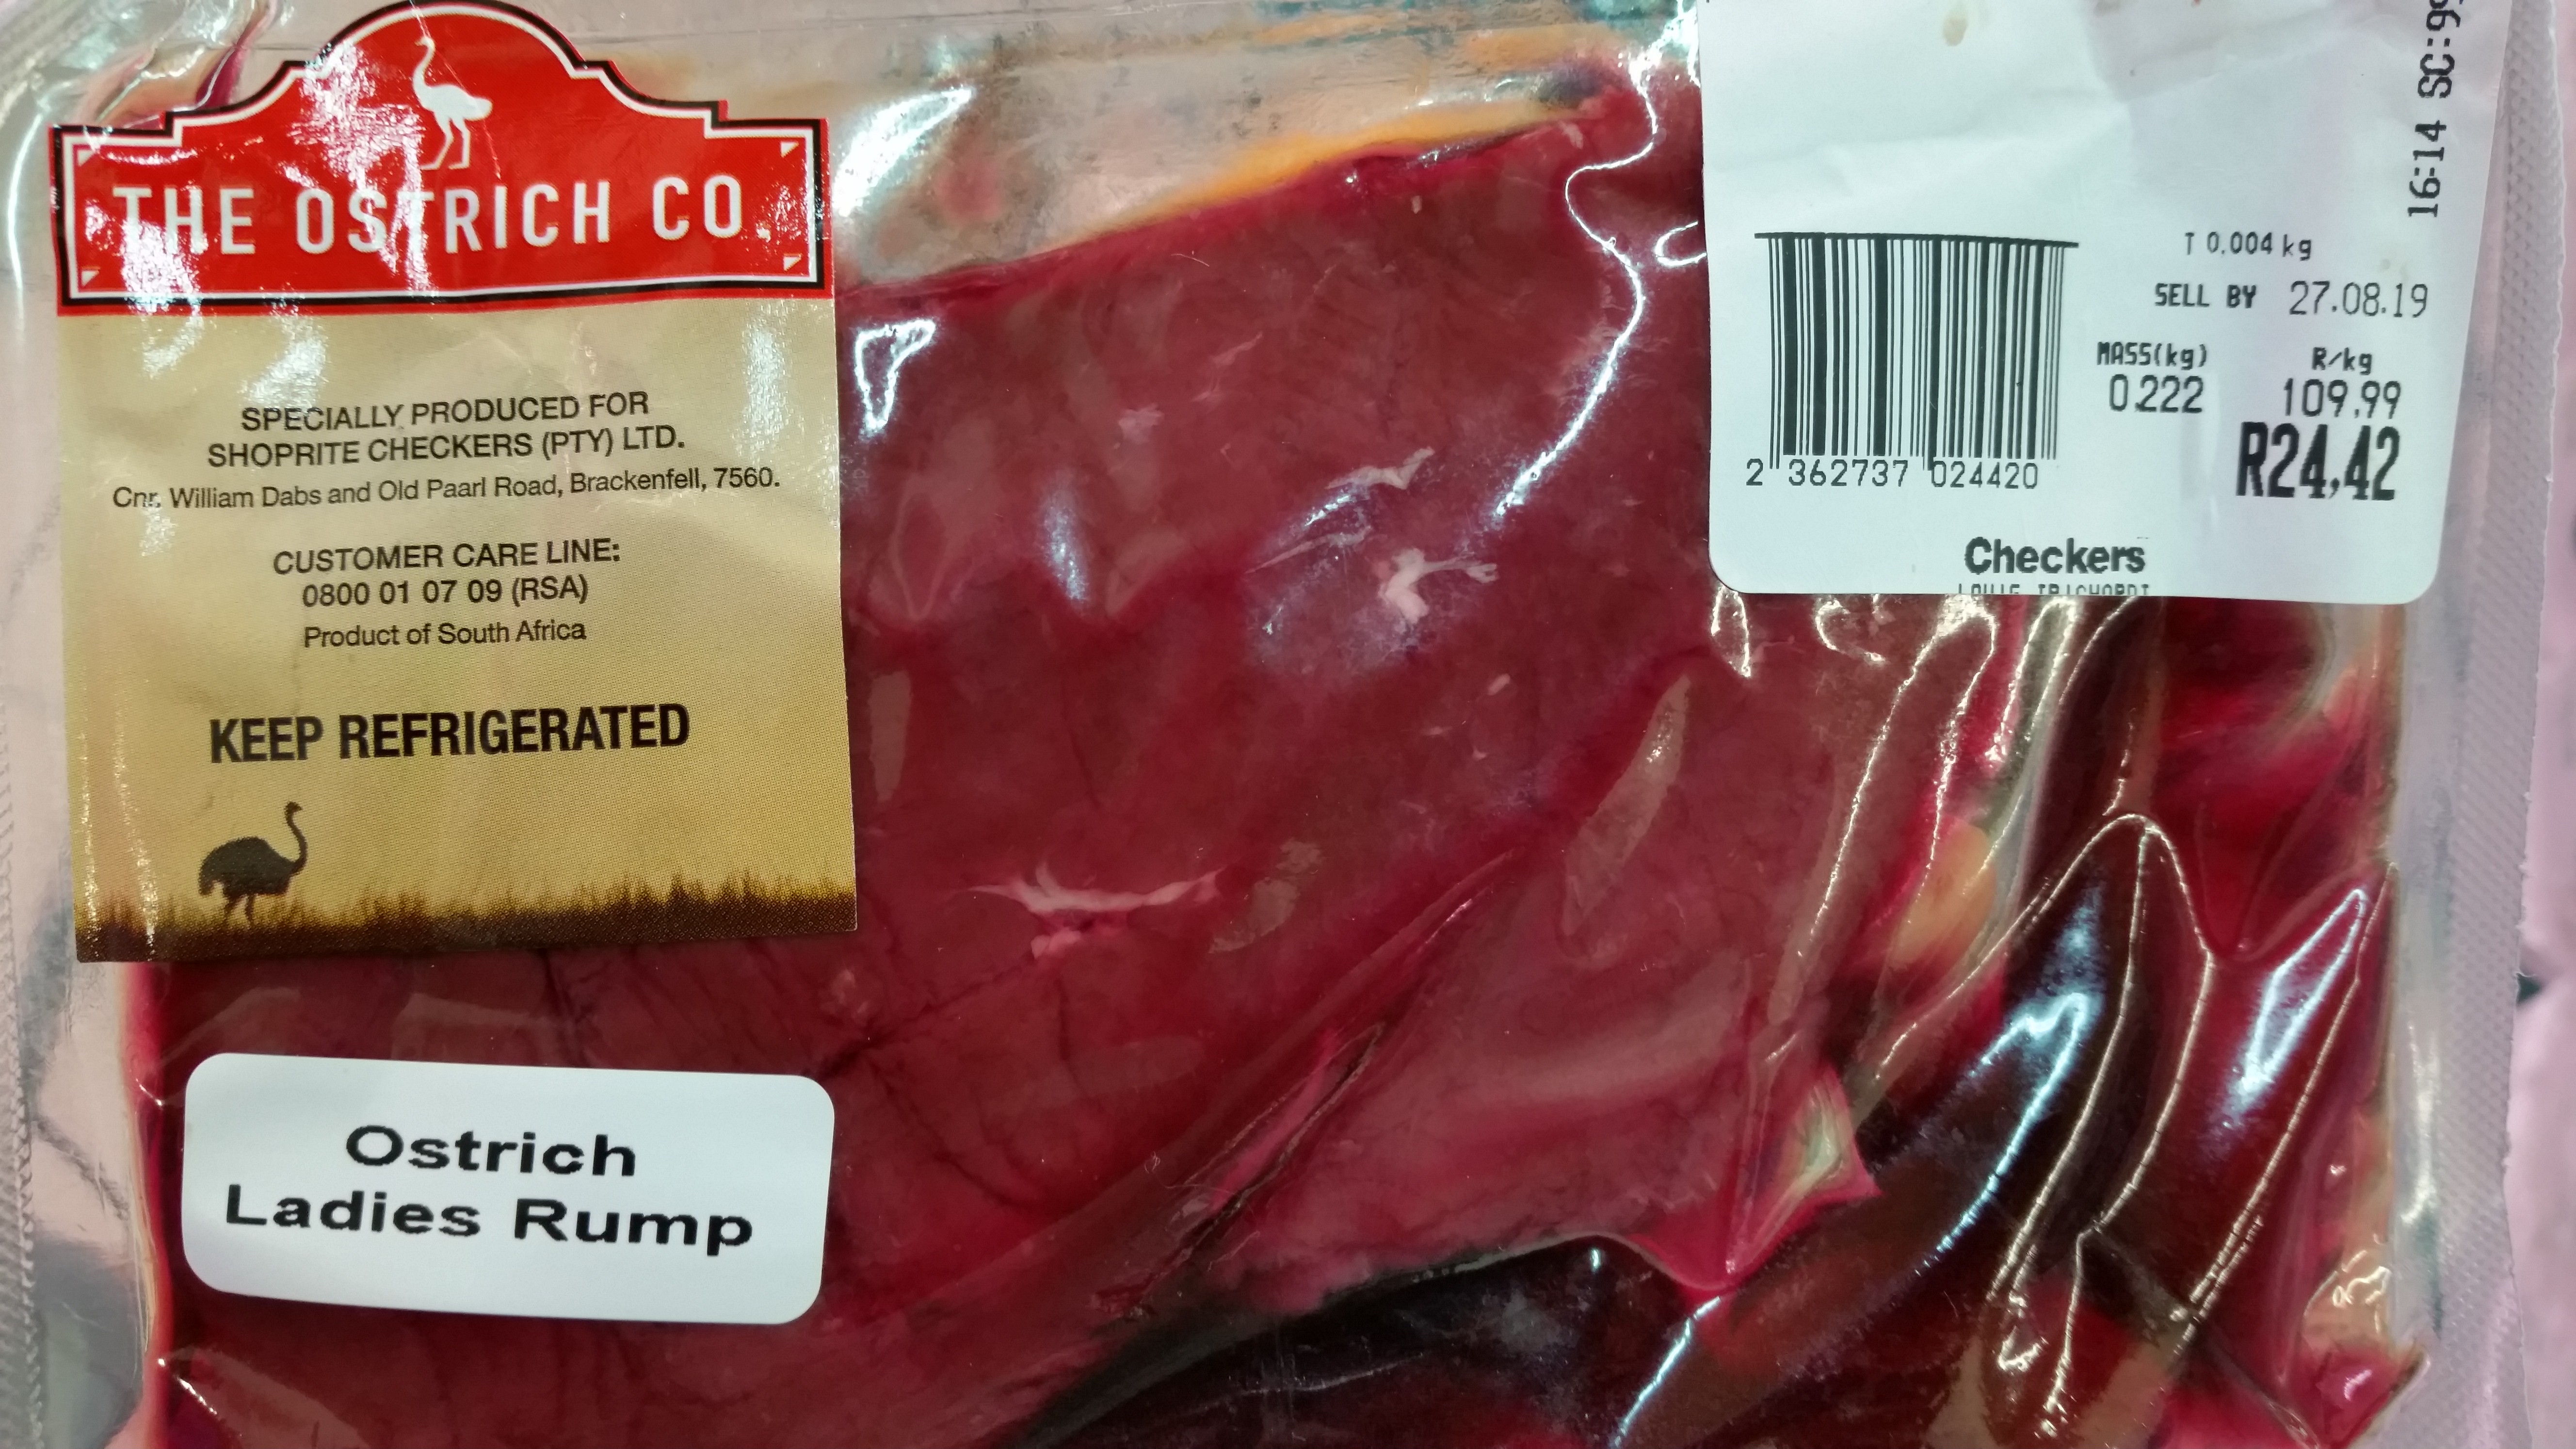 THE OSTRICH CO.
SPECIALLY PRODUCED FOR
SHOPRITE CHECKERS (PTY) LTD.
Cnr. William Dabs and Old Paarl Road, Brackenfell, 7560.
CUSTOMER CARE LINE:
0800 01 07 09 (RSA)
Product of South Africa
KEEP REFRIGERATED
Ostrich
Ladies Rump
16:14 SC:
T 0.004 kg
SELL BY 27.08.19
MASS(kg) R/kg
0.222 109.99
R24,42
2 362737 024420
Checkers